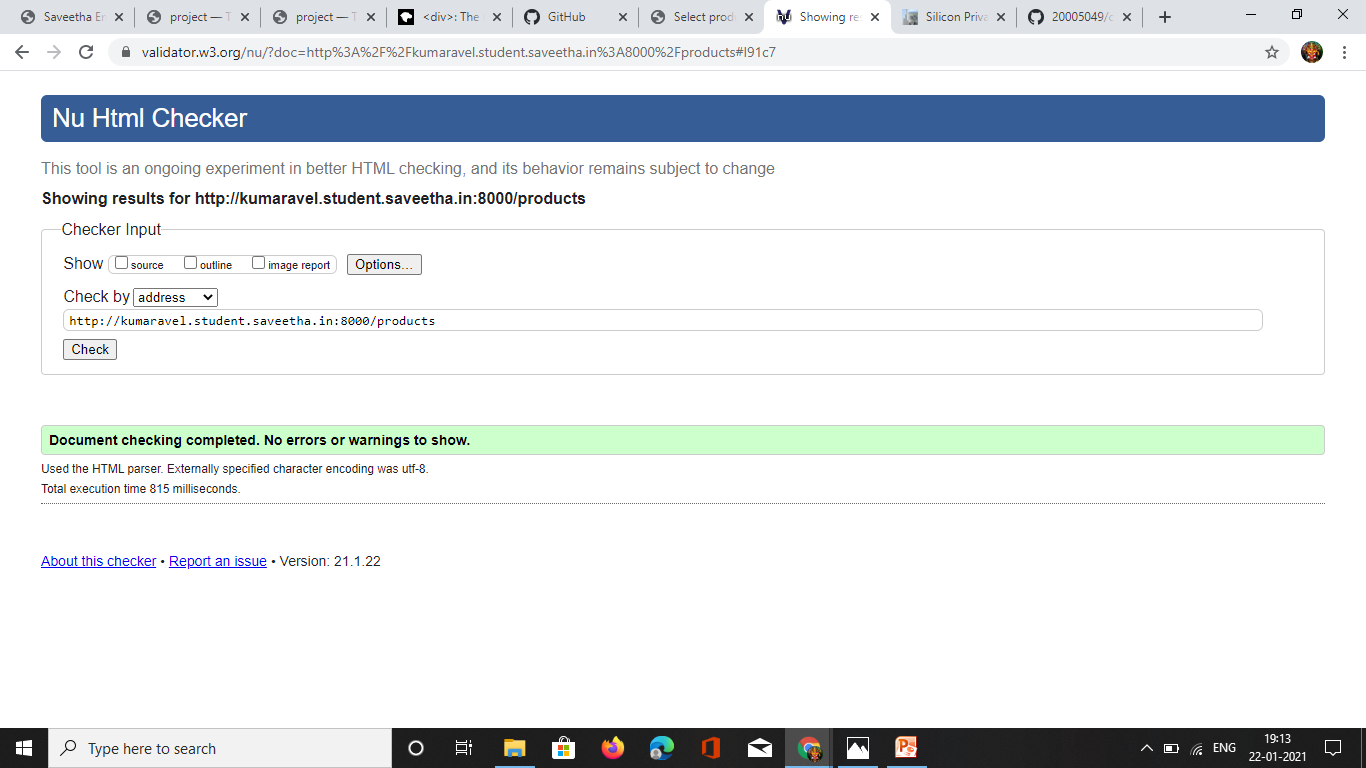 Saveetha En
project — T
project — T
<div>: The
GitHub
Select prod
Showing res
Silicon Priva
20005049/c
validator.w3.org/nu/?doc=http%3A%2F%2Fkumaravel.student.saveetha.in%3A8000%2Fproducts#l91c7
Nu Html Checker
This tool is an ongoing experiment in better HTML checking, and its behavior remains subject to change
Showing results for http://kumaravel.student.saveetha.in:8000/products
Checker Input
Show source outline image report Options...
Check by address
http://kumaravel.student.saveetha.in:8000/products
Check
Document checking completed. No errors or warnings to show.
Used the HTML parser. Externally specified character encoding was utf-8.
Total execution time 815 milliseconds.
About this checker • Report an issue • Version: 21.1.22
Type here to search
ENG
19:13
22-01-2021